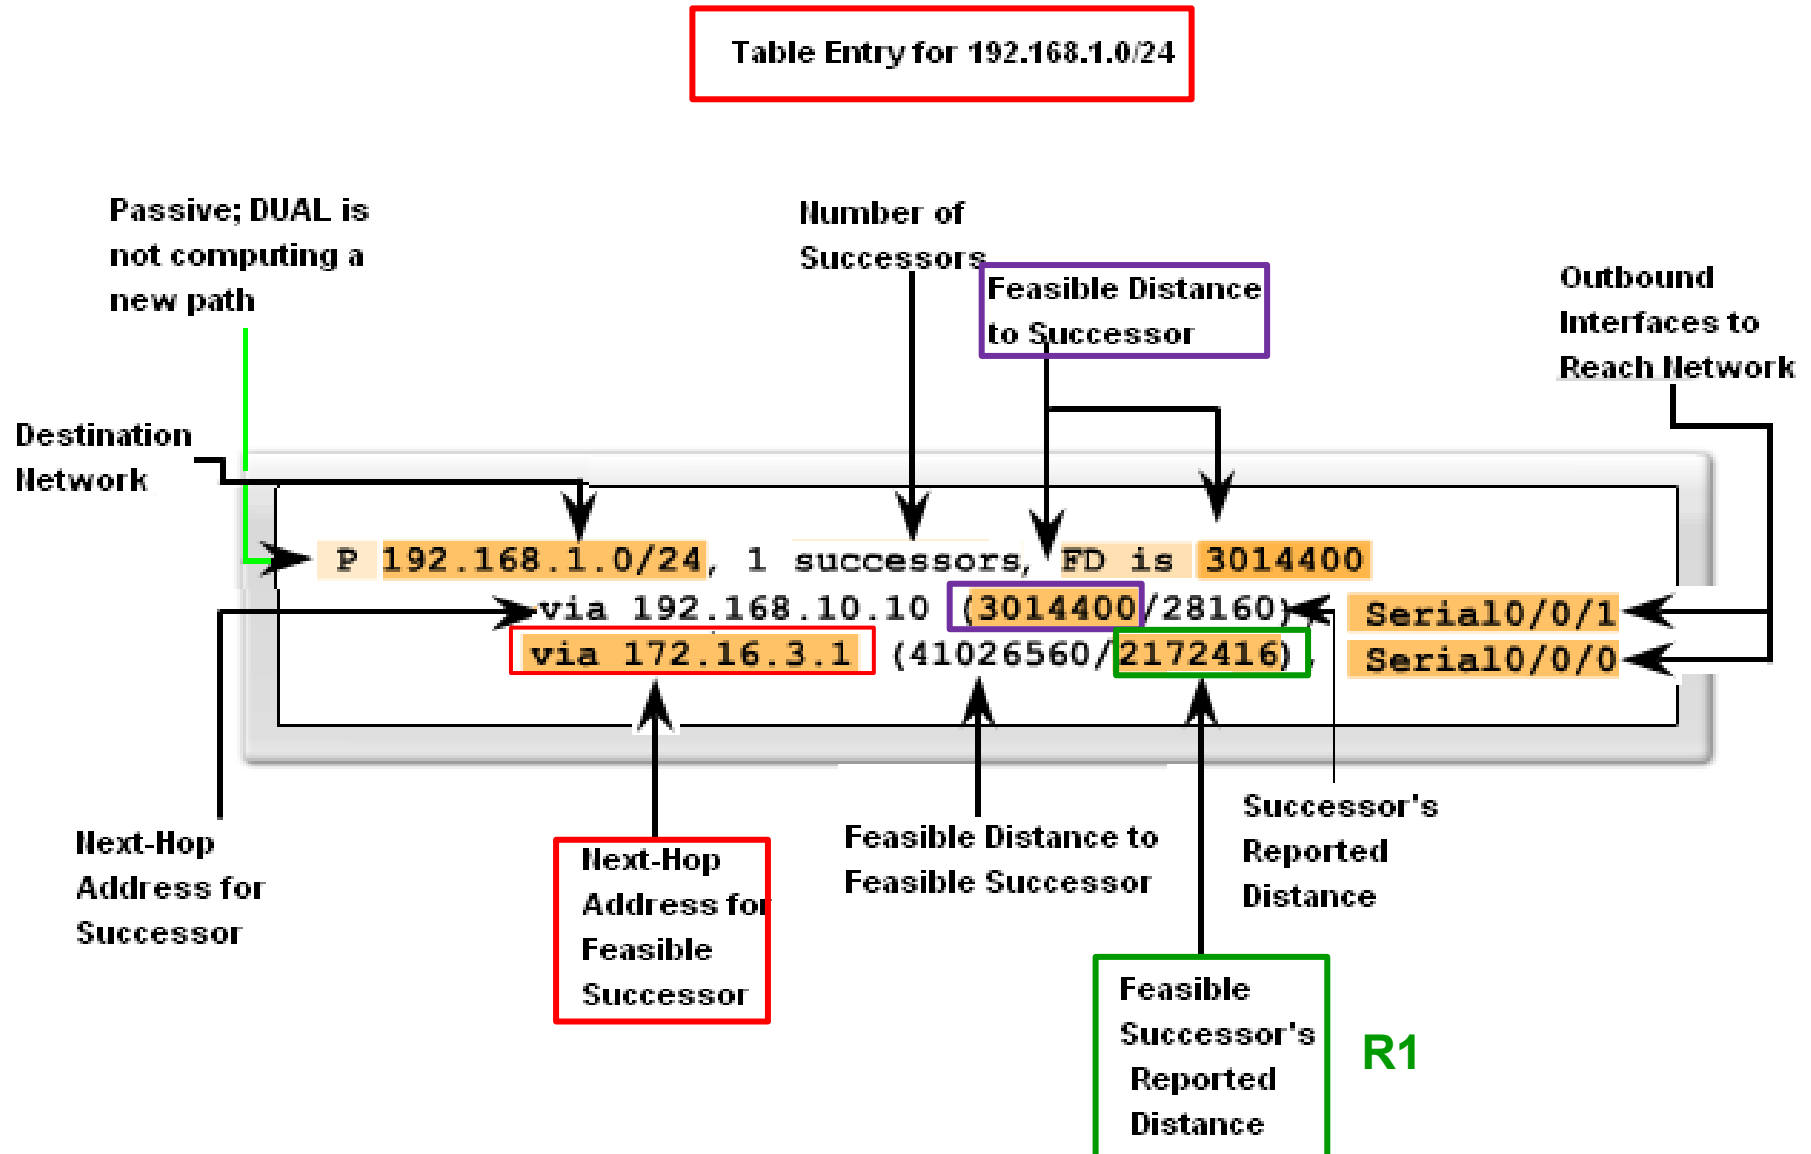 Table Entry for 192.168.1.0/24
Passive; DUAL is
not computing a
new path
Number of
Successors
Feasible Distance
to Successor
Outbound
Interfaces to
Reach Network
Destination
Network
P 192.168.1.0/24, 1 successors, FD is 3014400
via 192.168.10.10 (3014400/28160), Serial0/0/1
via 172.16.3.1 (41026560/2172416), Serial0/0/0
Next-Hop
Address for
Successor
Next-Hop
Address for
Feasible
Successor
Feasible Distance to
Feasible Successor
Successor's
Reported
Distance
Feasible
Successor's
Reported
Distance
R1